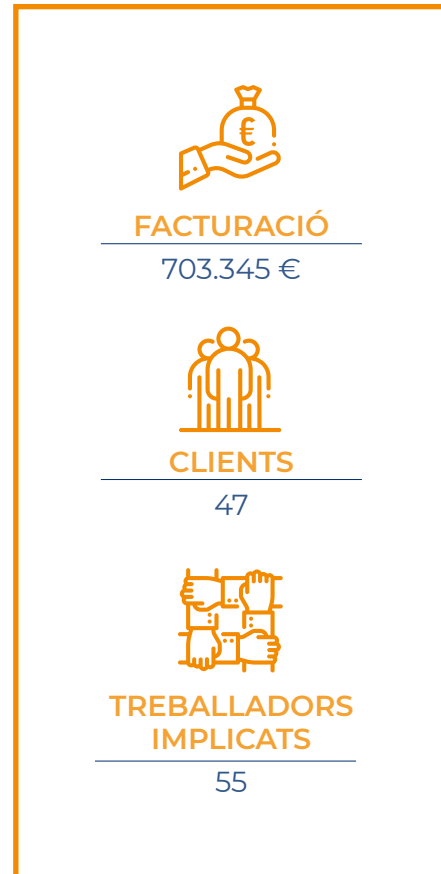 €
FACTURACIÓ
703.345 €
CLIENTS
47
TREBALLADORS
IMPLICATS
55